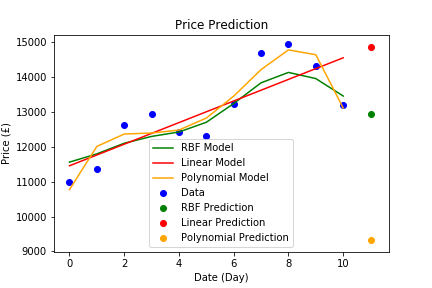 Price Prediction
15000
14000
13000
12000
11000
10000
9000
Price (£)
RBF Model
Linear Model
Polynomial Model
Data
RBF Prediction
Linear Prediction
Polynomial Prediction
0
2
4
6
8
10
Date (Day)